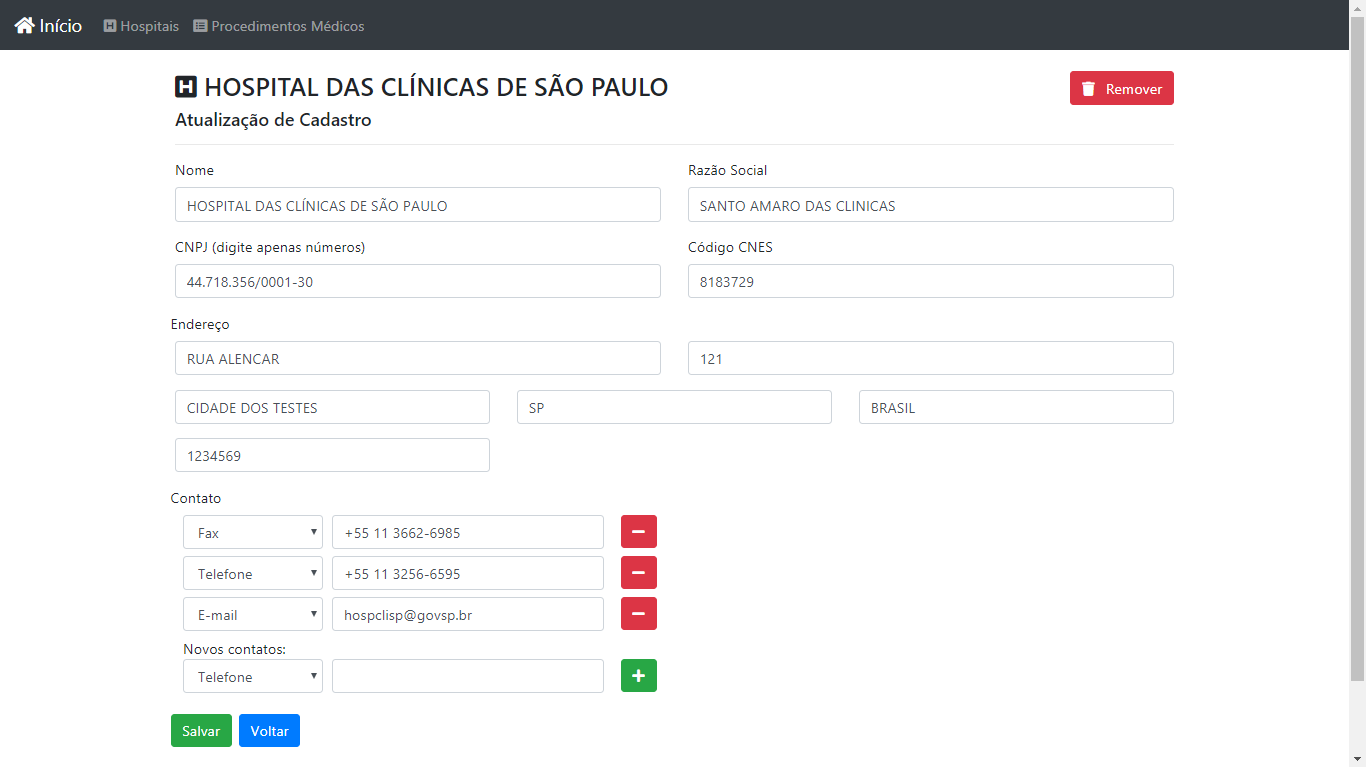 Início Hospitais Procedimentos Médicos
HOSPITAL DAS CLÍNICAS DE SÃO PAULO Remover
Atualização de Cadastro
Nome Razão Social
HOSPITAL DAS CLÍNICAS DE SÃO PAULO SANTO AMARO DAS CLINICAS
CNPJ (digite apenas números) Código CNES
44.718.356/0001-30 8183729
Endereço
RUA ALENCAR 121
CIDADE DOS TESTES SP BRASIL
1234569
Contato
Fax +55 11 3662-6985
Telefone +55 11 3256-6595
E-mail hospclisp@govsp.br
Novos contatos:
Telefone
Salvar Voltar